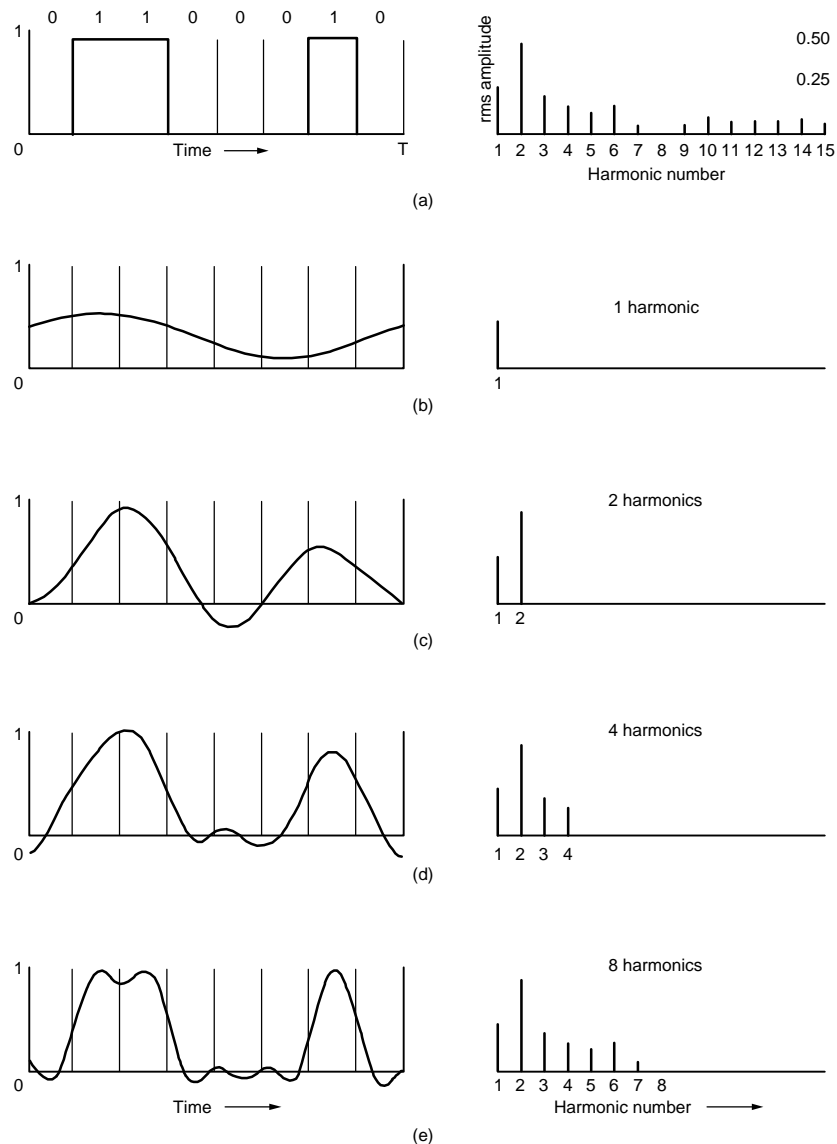 0 1 1 0 0 0 1 0
1
0
Time
T
rms amplitude
0.50
0.25
1 2 3 4 5 6 7 8 9 10 11 12 13 14 15
Harmonic number
(a)
1
0
1 harmonic
1
(b)
1
0
2 harmonics
1 2
(c)
1
0
4 harmonics
1 2 3 4
(d)
1
0
Time
8 harmonics
1 2 3 4 5 6 7 8
Harmonic number
(e)